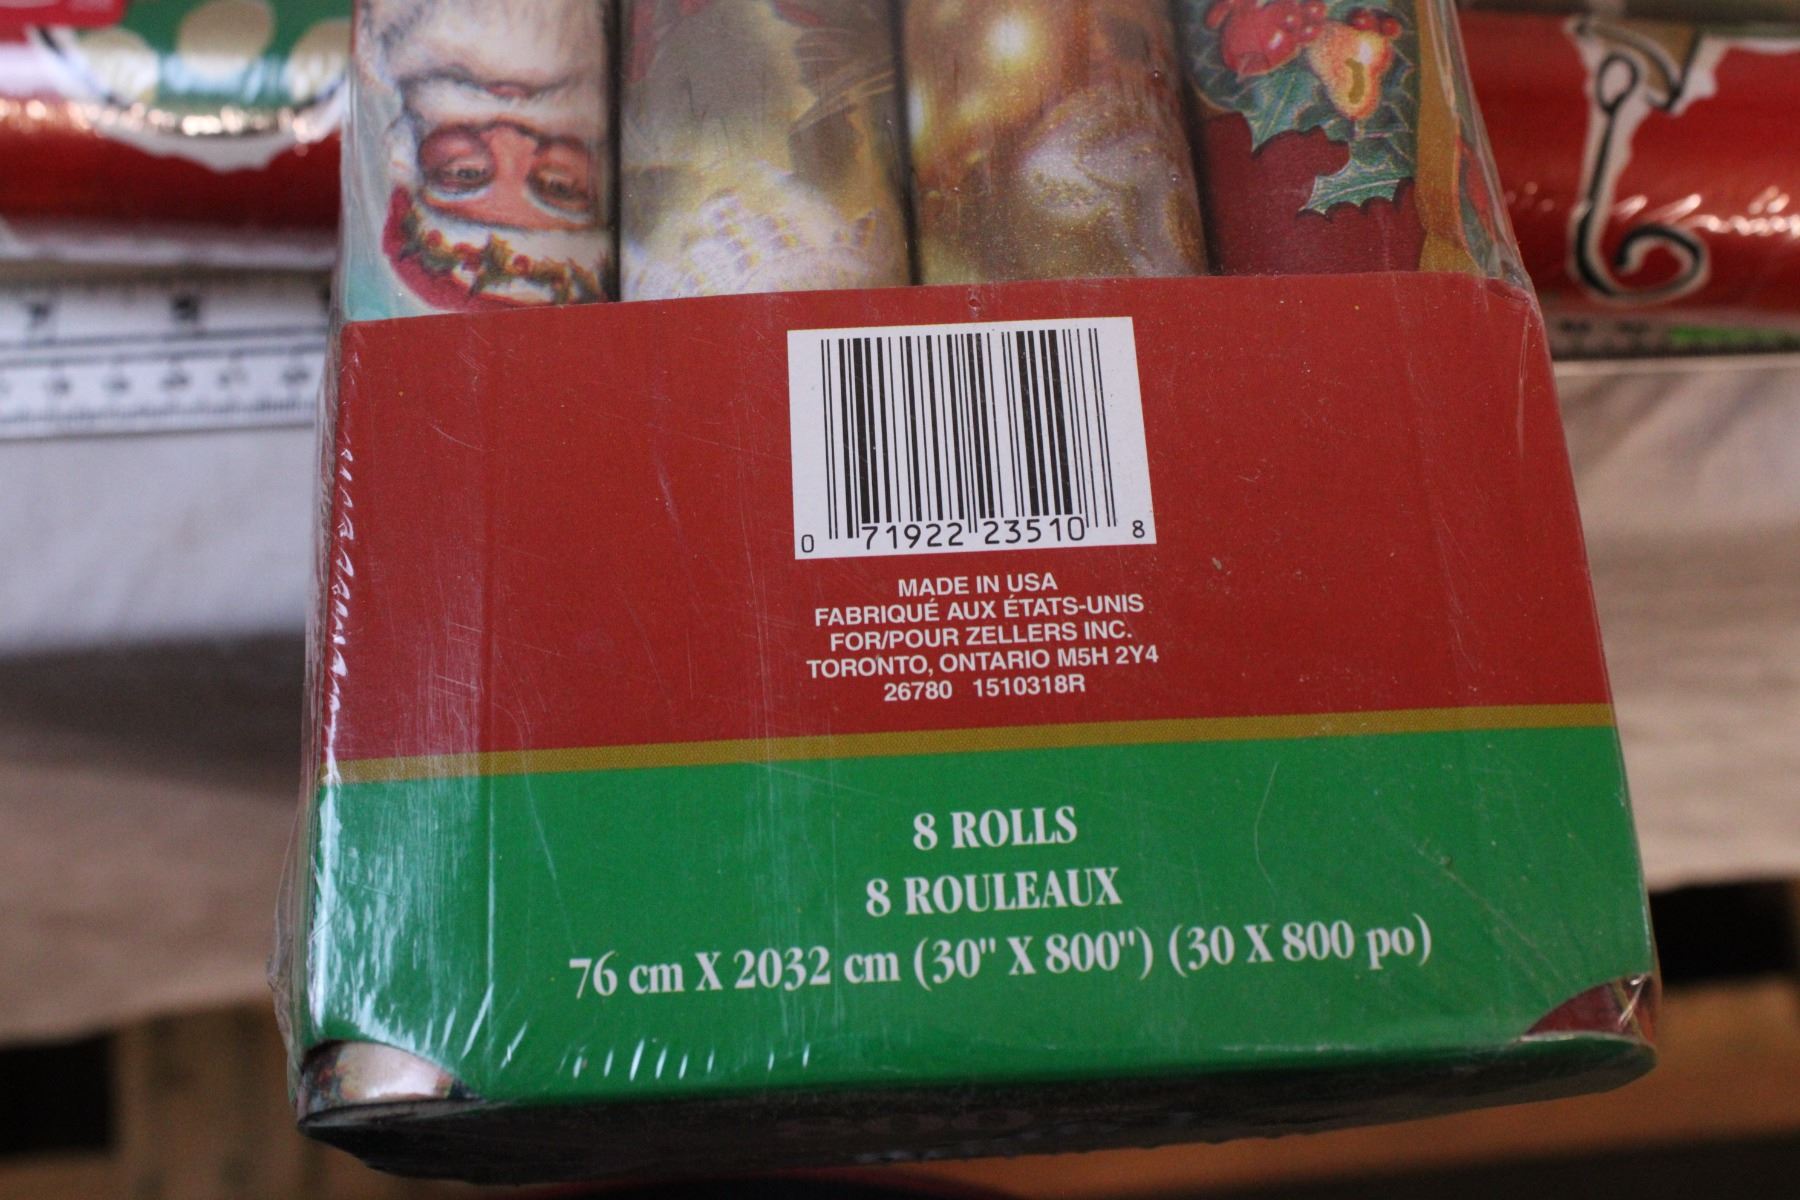 0 71922 23510 8
MADE IN USA
FABRIQUÉ AUX ÉTATS-UNIS
FOR/POUR ZELLERS INC.
TORONTO, ONTARIO M5H 2Y4
26780 1510318R
8 ROLLS
8 ROULEAUX
76 cm X 2032 cm (30" X 800") (30 X 800 po)